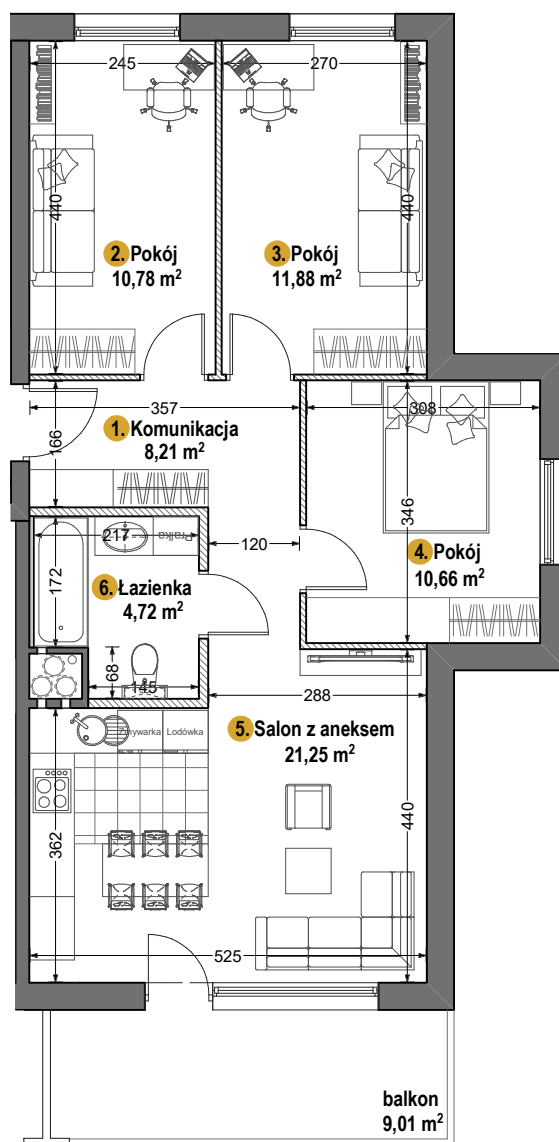 245
270
440
440
2. Pokój
10,78 m²
3. Pokój
11,88 m²
357
308
166
1. Komunikacja
8,21 m²
346
217
Pralka
120
4. Pokój
10,66 m²
172
6. Łazienka
4,72 m²
68
145
288
Zmywarka
Lodówka
5. Salon z aneksem
21,25 m²
362
440
525
balkon
9,01 m²